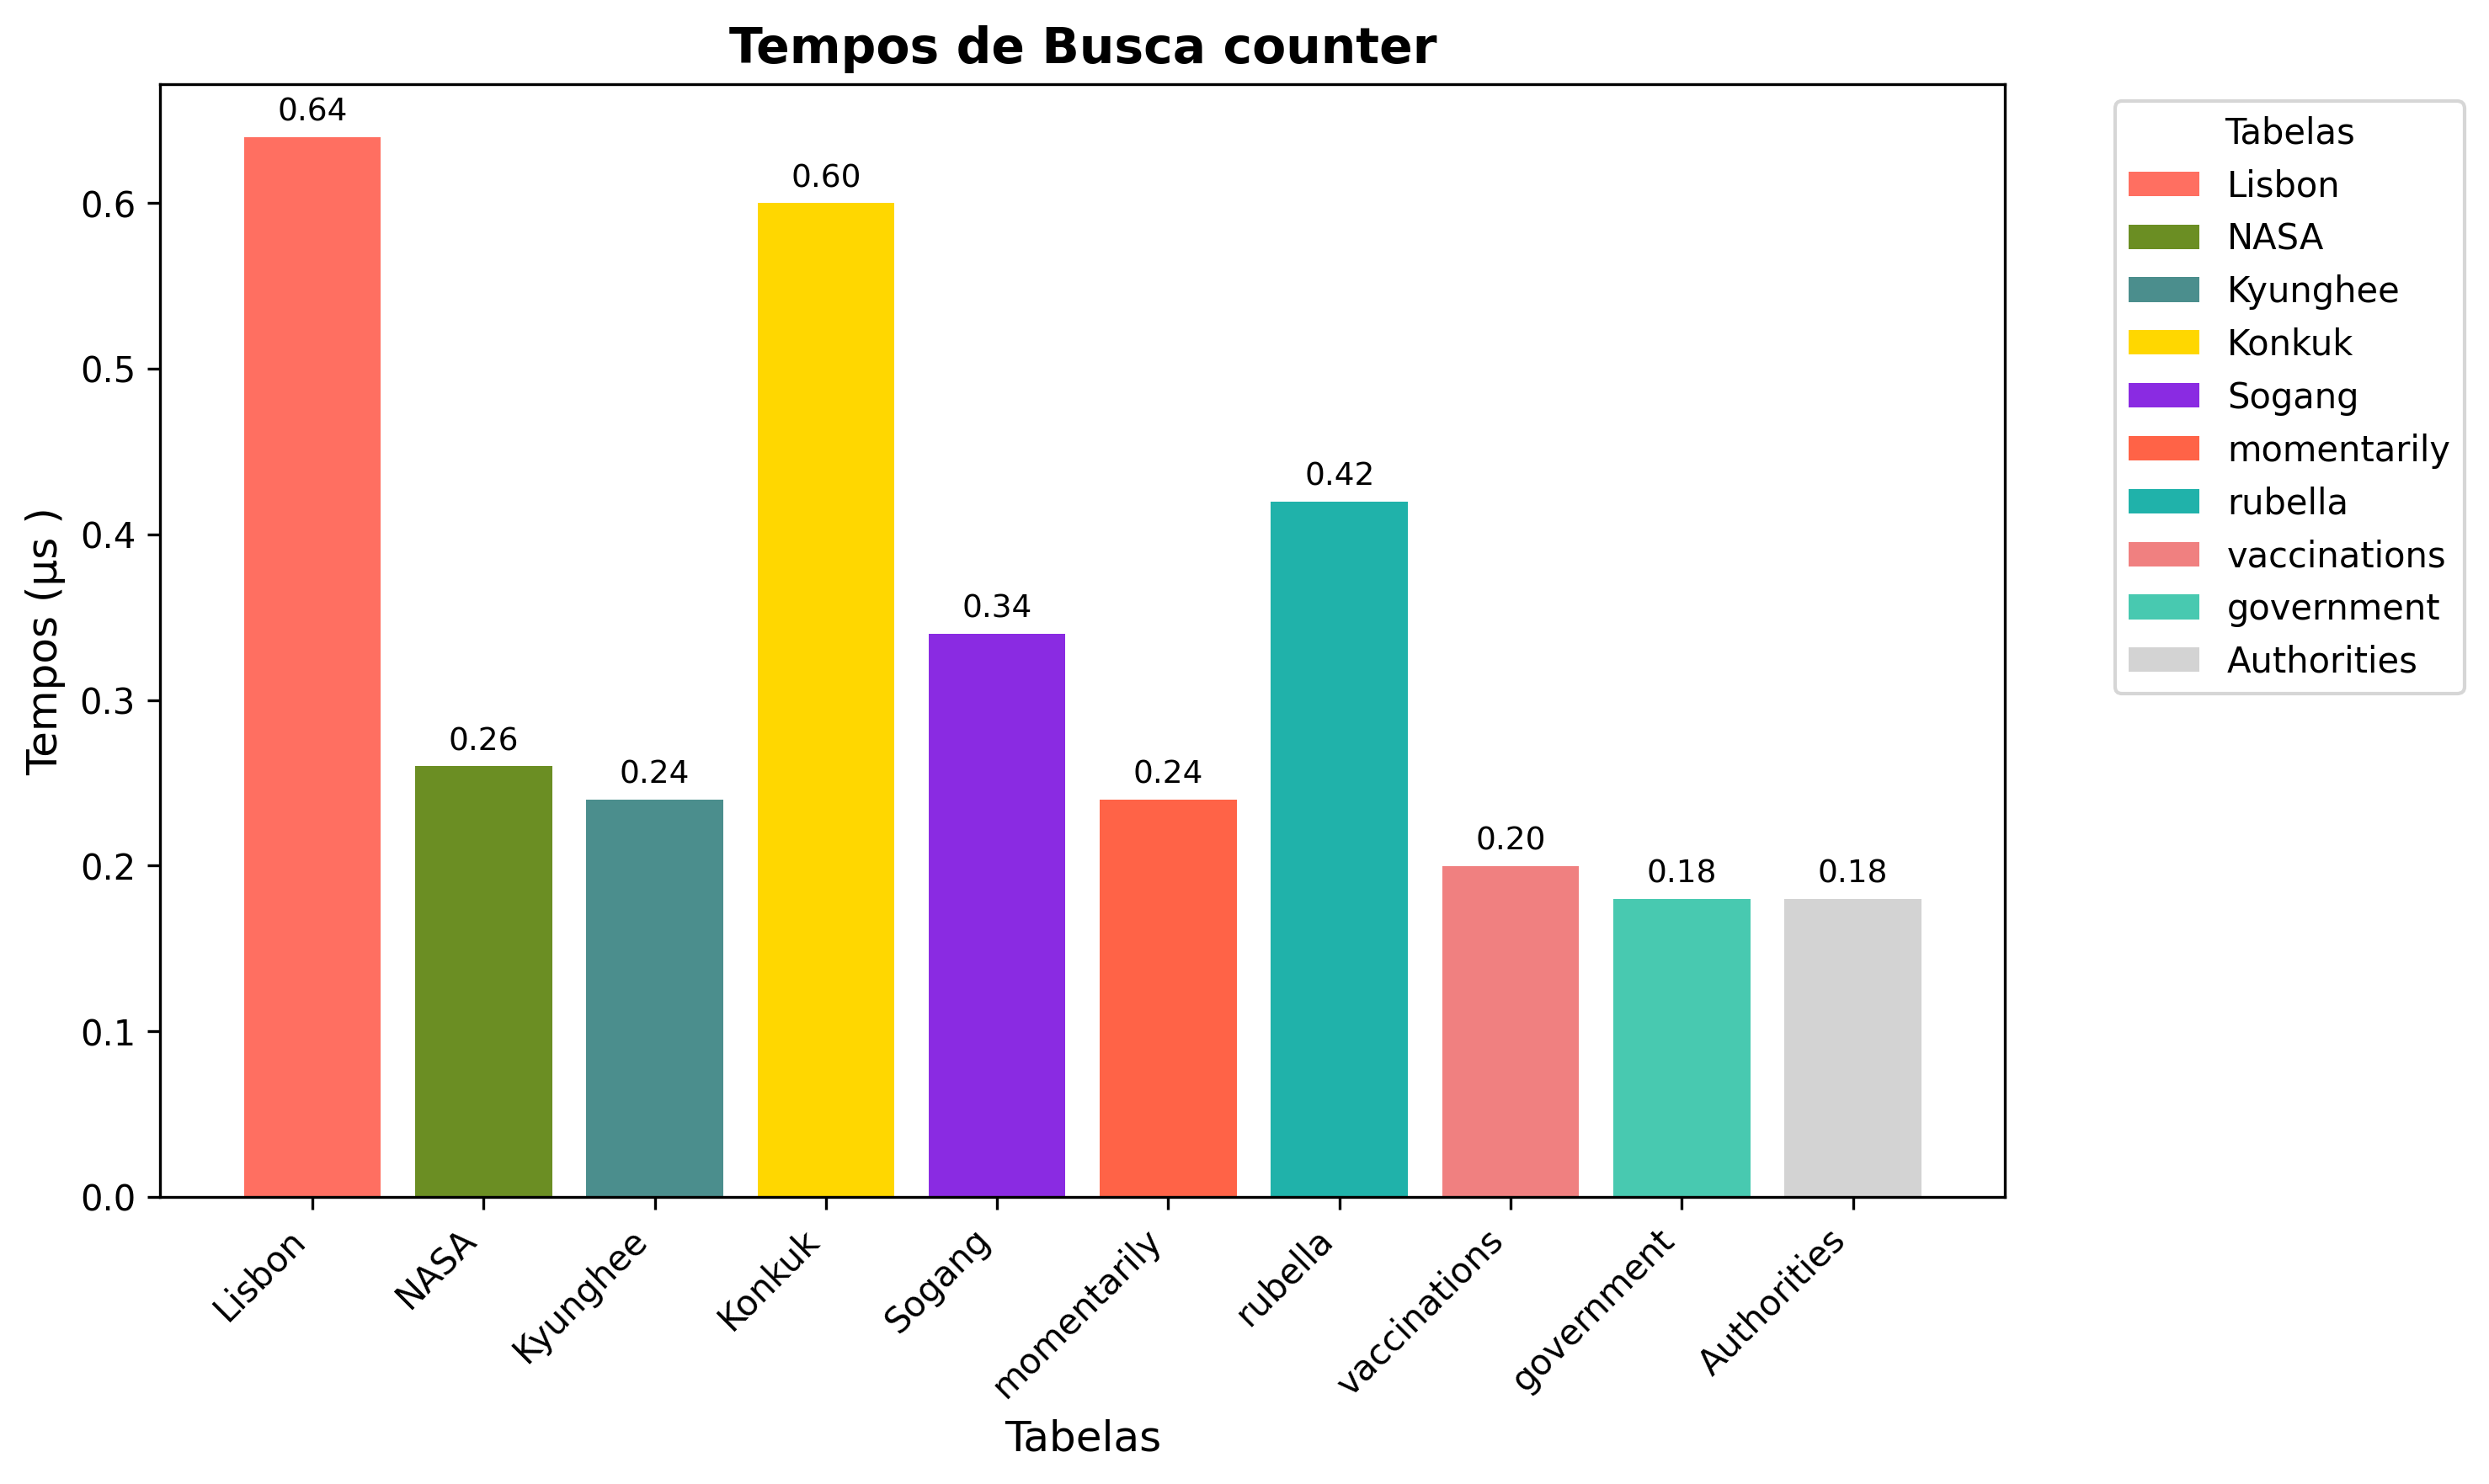 Tempos de Busca counter
0.64
0.60
0.42
0.34
0.26
0.24
0.24
0.20
0.18
0.18
Tempos (µs )
0.6
0.5
0.4
0.3
0.2
0.1
0.0
Lisbon
NASA
Kyunghee
Konkuk
Sogang
momentarily
rubella
vaccinations
government
Authorities
Tabelas
Tabelas
Lisbon
NASA
Kyunghee
Konkuk
Sogang
momentarily
rubella
vaccinations
government
Authorities